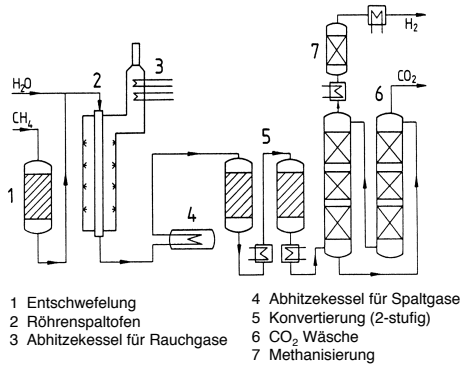 H₂
7
CO₂
6
H₂O
2
3
CH₄
5
1
4
1 Entschwefelung
2 Röhrenspaltofen
3 Abhitzekessel für Rauchgase
4 Abhitzekessel für Spaltgase
5 Konvertierung (2-stufig)
6 CO₂ Wäsche
7 Methanisierung